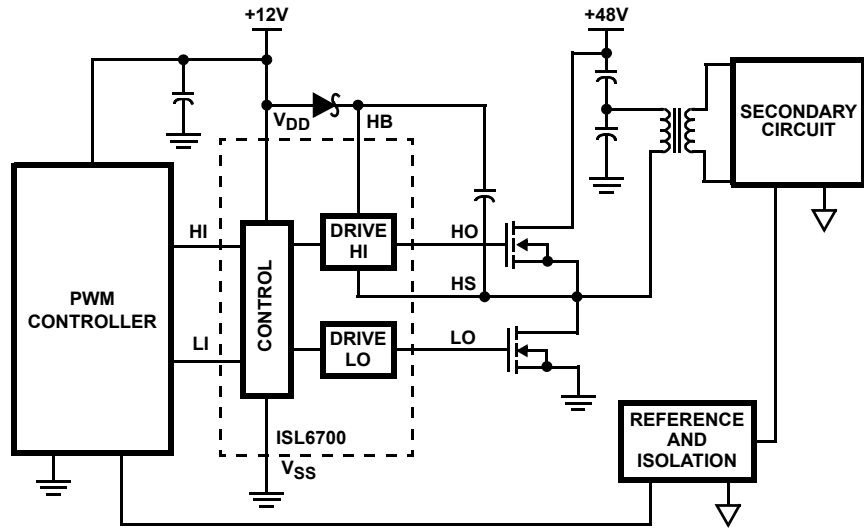 +12V
+48V
SECONDARY
CIRCUIT
VDD
HB
HI
DRIVE
HI
HO
HS
PWM
CONTROLLER
CONTROL
LI
DRIVE
LO
LO
ISL6700
VSS
REFERENCE
AND
ISOLATION